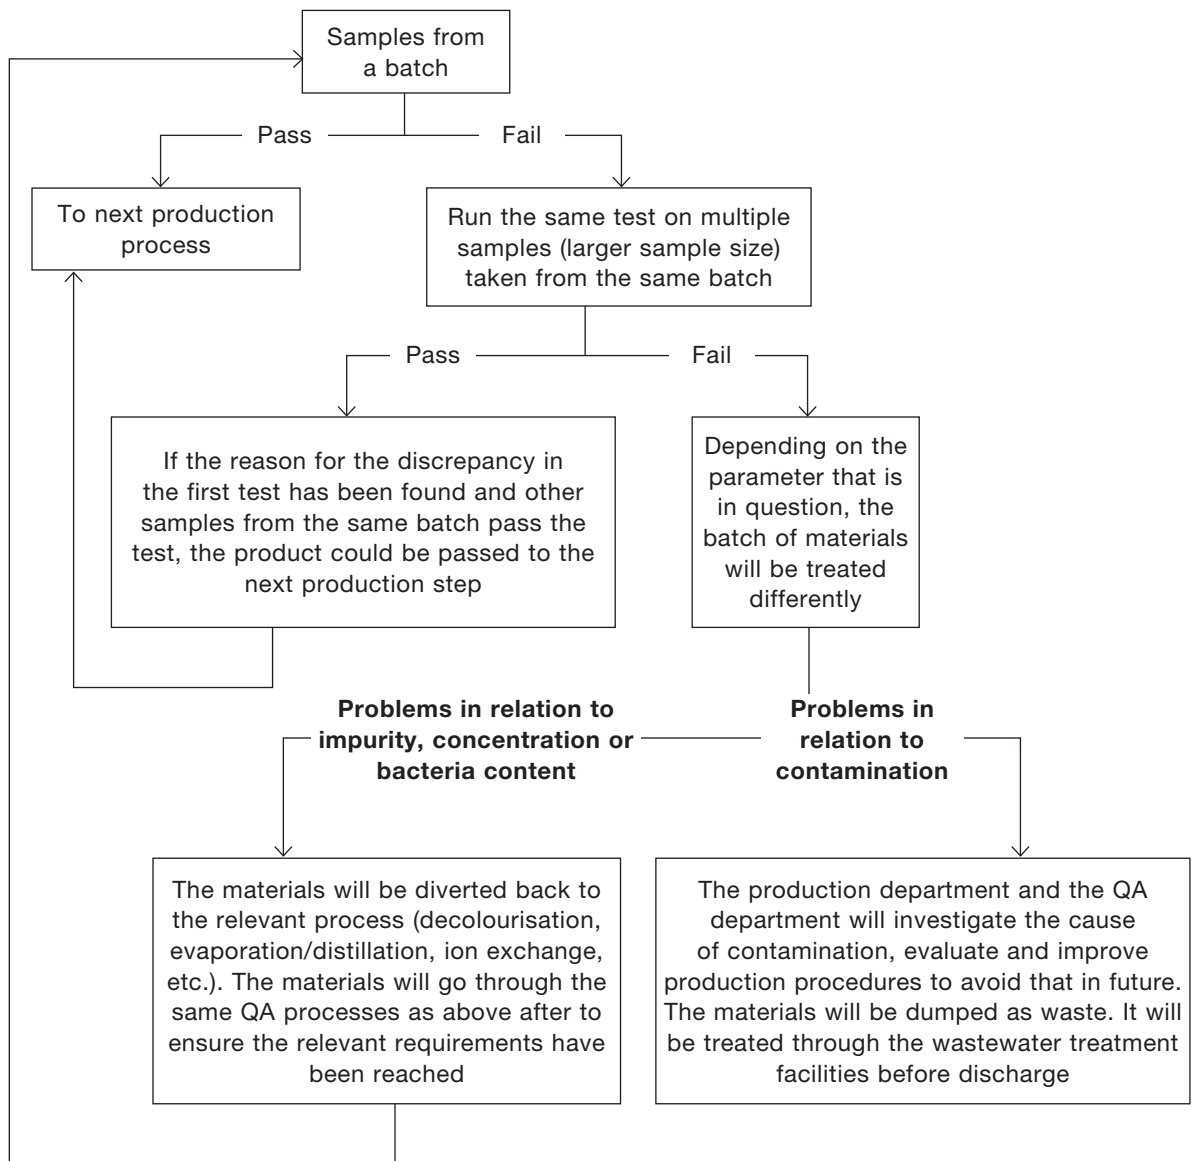 Samples from
a batch
Pass
Fail
To next production
process
Run the same test on multiple
samples (larger sample size)
taken from the same batch
Pass
Fail
If the reason for the discrepancy in
the first test has been found and other
samples from the same batch pass the
test, the product could be passed to the
next production step
Depending on the
parameter that is
in question, the
batch of materials
will be treated
differently
Problems in relation to
impurity, concentration or
bacteria content
Problems in
relation to
contamination
The materials will be diverted back to
the relevant process (decolourisation,
evaporation/distillation, ion exchange,
etc.). The materials will go through the
same QA processes as above after to
ensure the relevant requirements have
been reached
The production department and the QA
department will investigate the cause
of contamination, evaluate and improve
production procedures to avoid that in future.
The materials will be dumped as waste. It will
be treated through the wastewater treatment
facilities before discharge